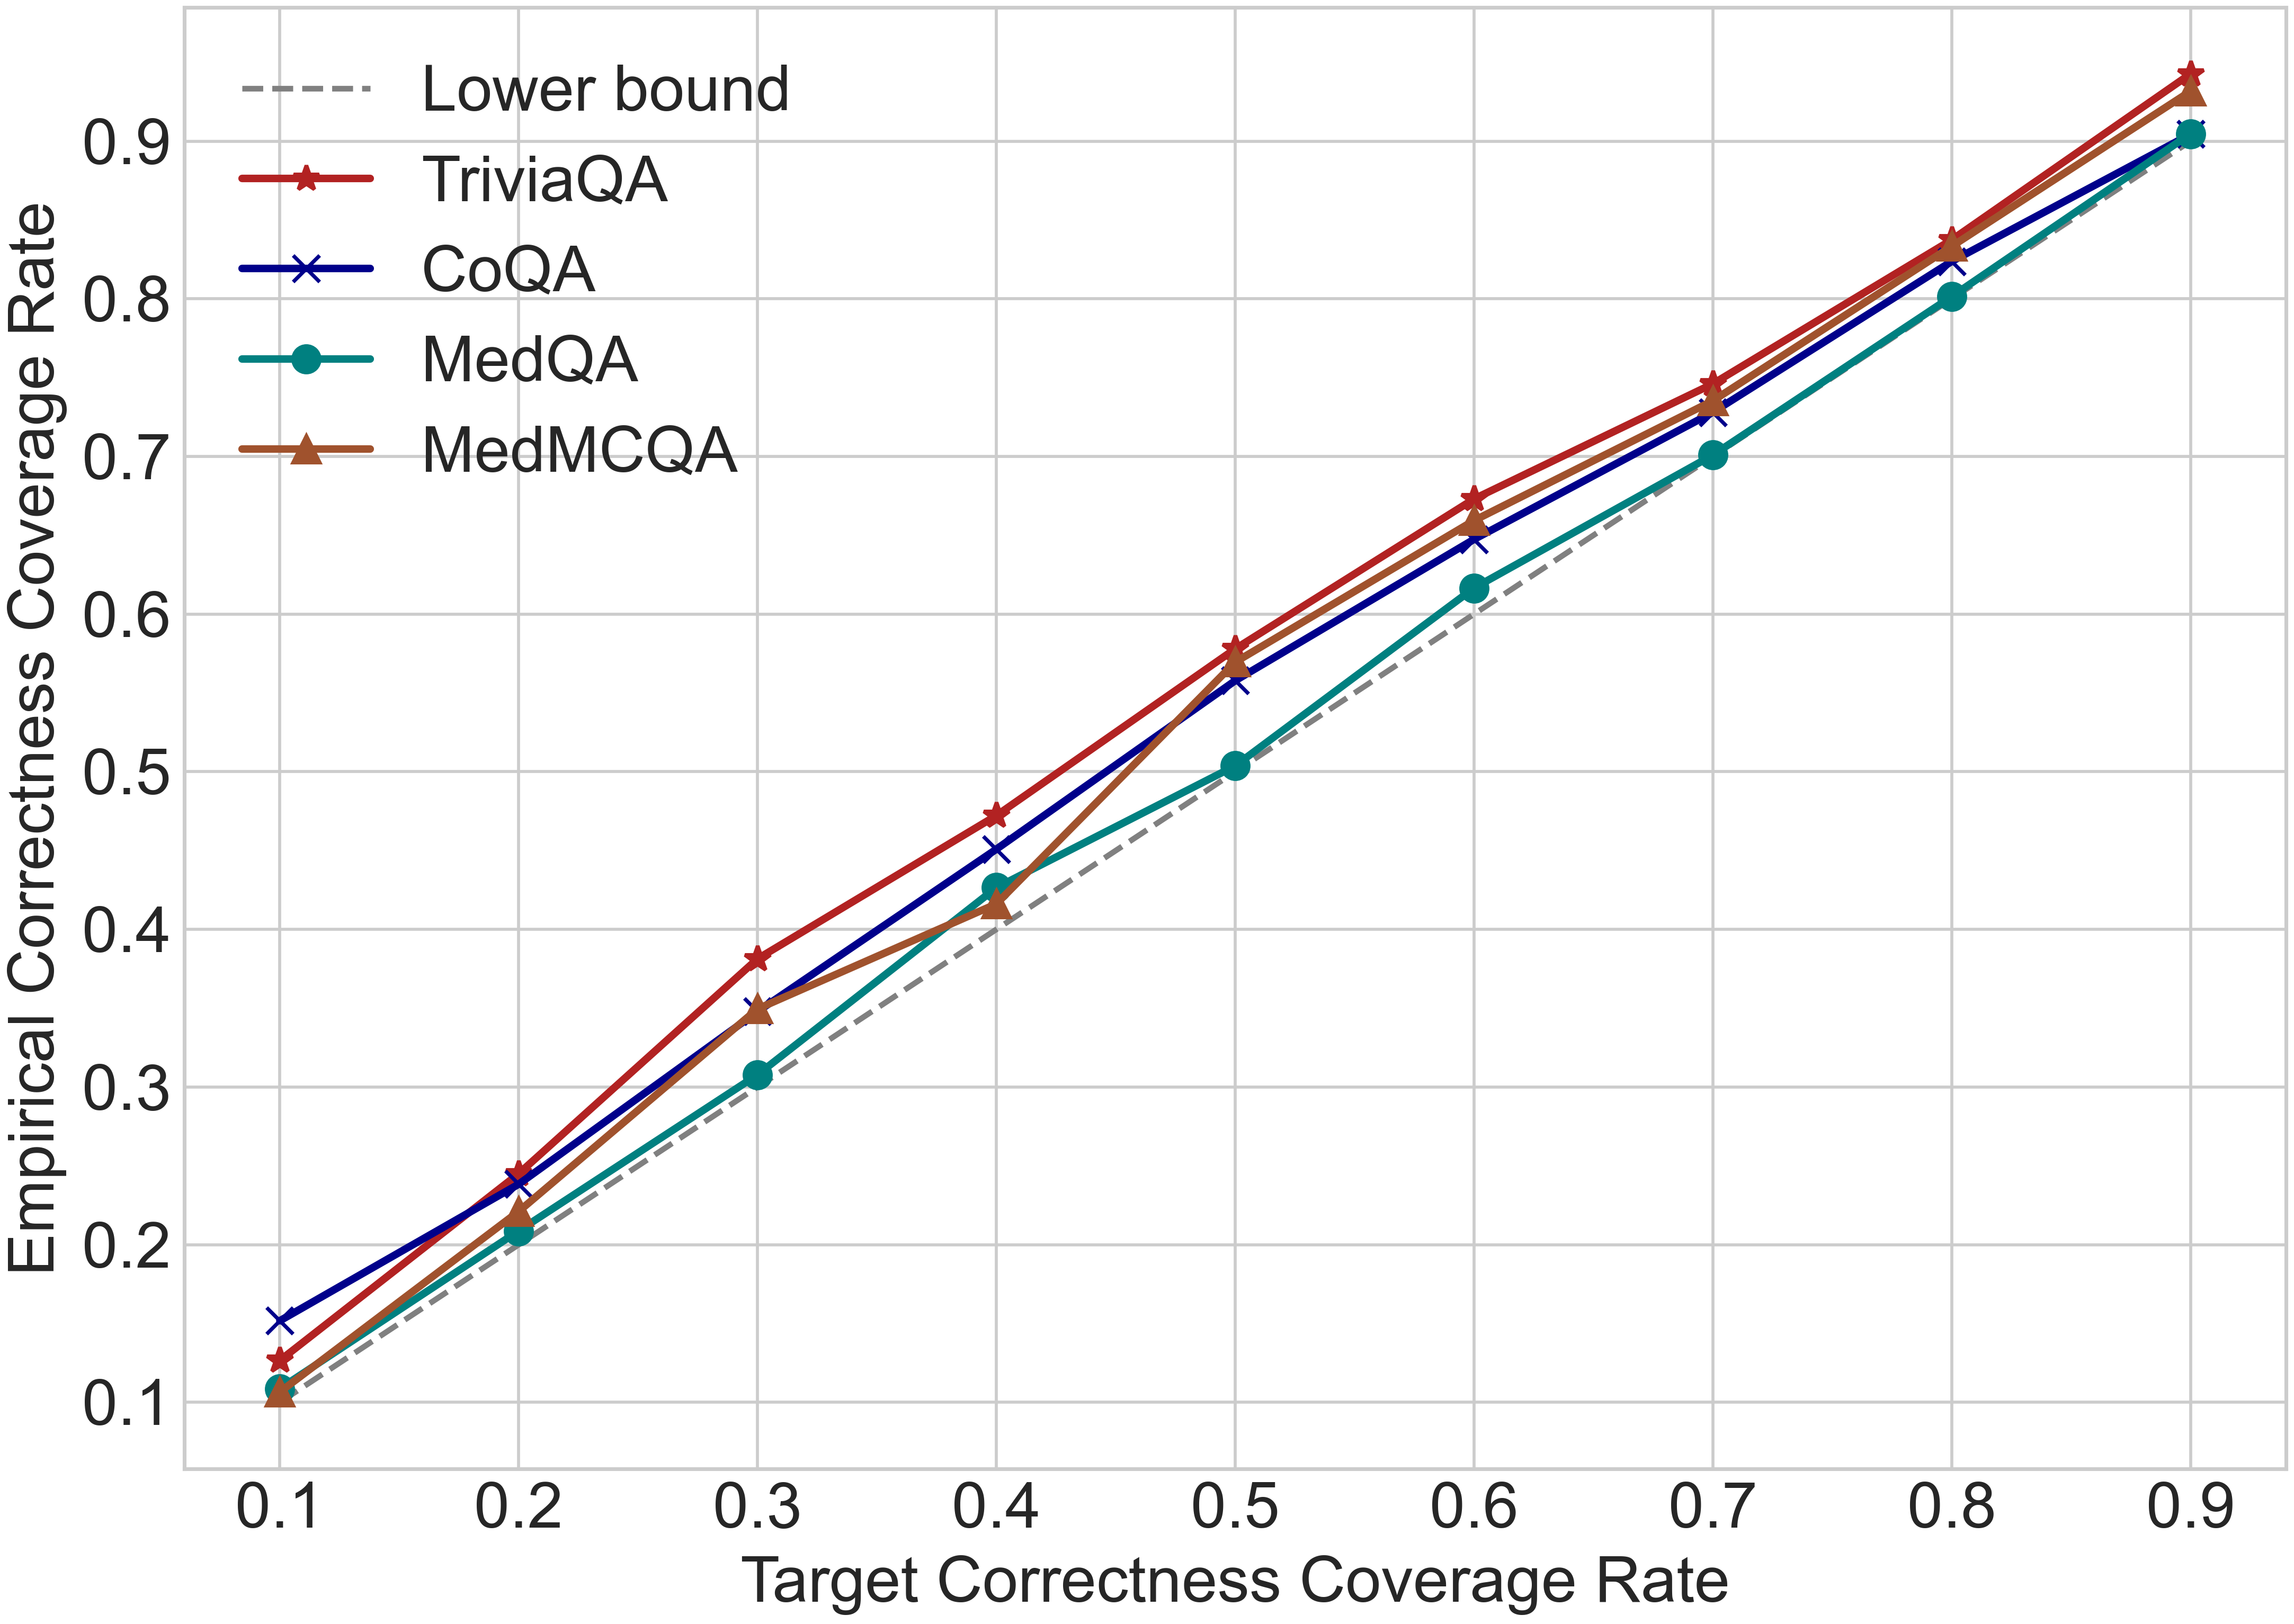 Lower bound
TriviaQA
CoQA
MedQA
MedMCQA
Empirical Correctness Coverage Rate
0.9
0.8
0.7
0.6
0.5
0.4
0.3
0.2
0.1
0.1 0.2 0.3 0.4 0.5 0.6 0.7 0.8 0.9
Target Correctness Coverage Rate